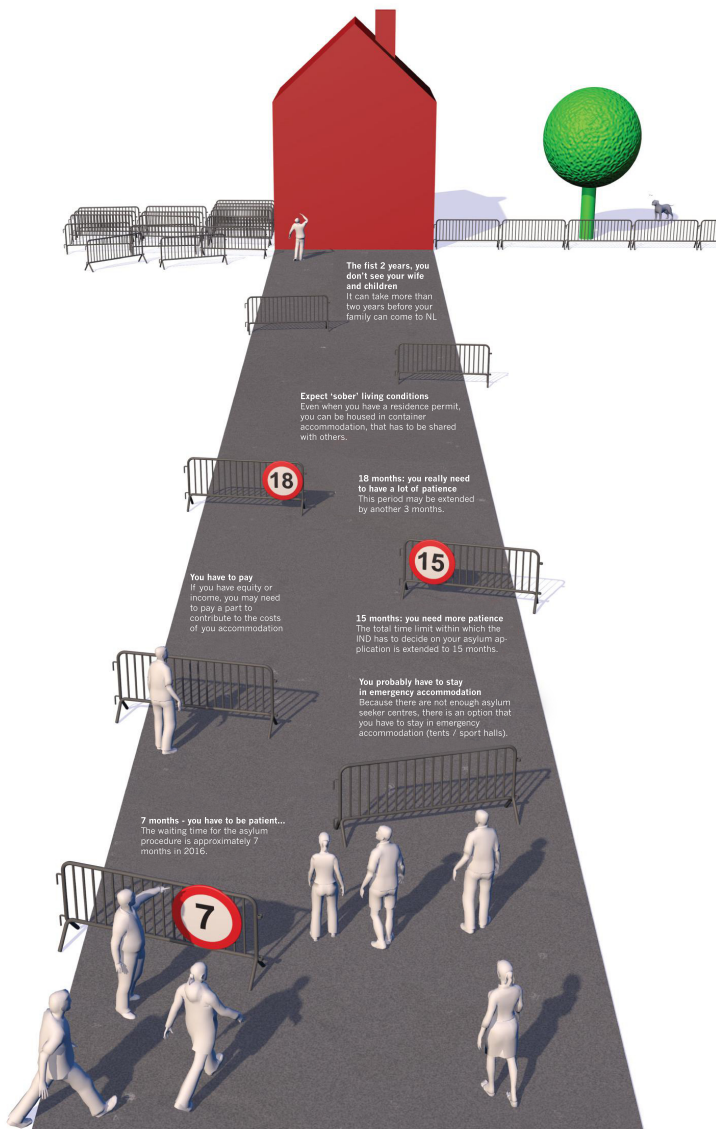 The fist 2 years, you
don't see your wife
and children
It can take more than
two years before your
family can come to NL
Expect ‘sober’ living conditions
Even when you have a residence permit,
you can be housed in container
accommodation, that has to be shared
with others.
18
18 months: you really need
to have a lot of patience
This period may be extended
by another 3 months.
15
You have to pay
If you have equity or
income, you may need
to pay a part to
contribute to the costs
of you accommodation
15 months: you need more patience
The total time limit within which the
IND has to decide on your asylum ap-
plication is extended to 15 months.
You probably have to stay
in emergency accommodation
Because there are not enough asylum
seeker centres, there is an option that
you have to stay in emergency
accommodation (tents / sport halls).
7 months - you have to be patient...
The waiting time for the asylum
procedure is approximately 7
months in 2016.
7